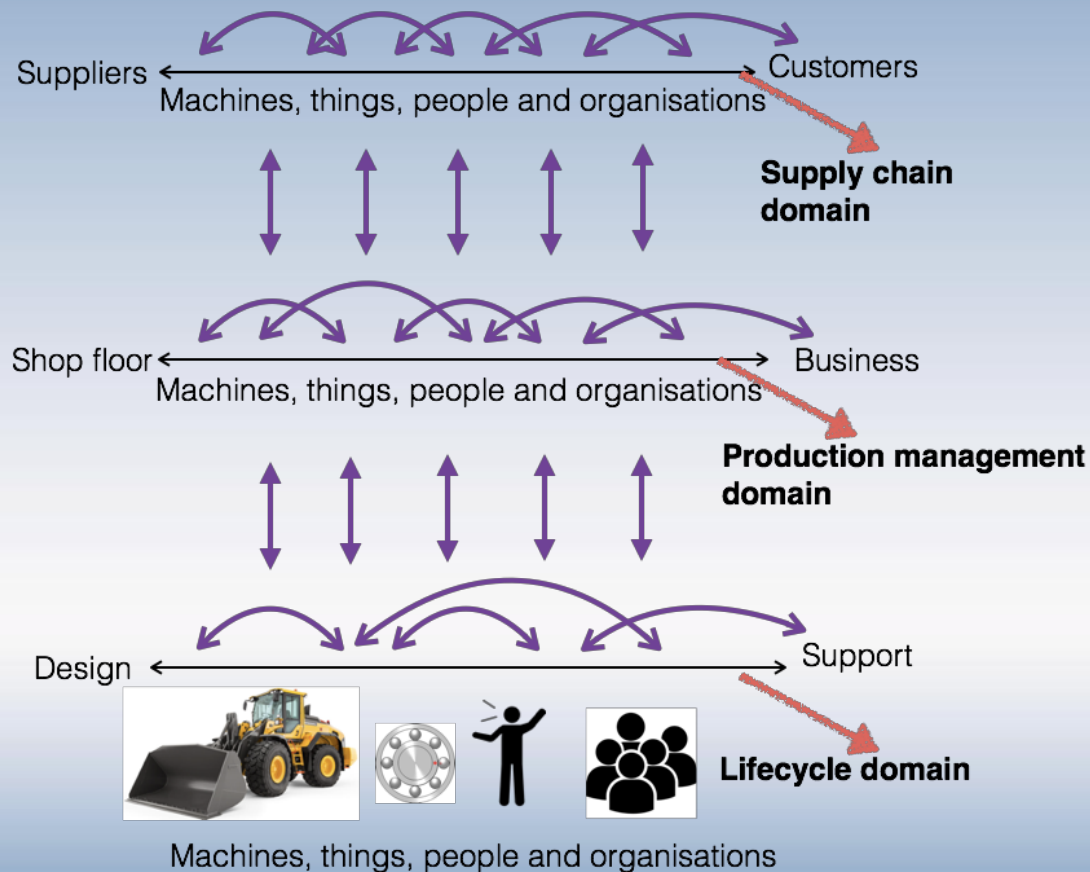 Suppliers
Customers
Machines, things, people and organisations
Supply chain
domain
Shop floor
Business
Machines, things, people and organisations
Production management
domain
Design
Support
Lifecycle domain
Machines, things, people and organisations